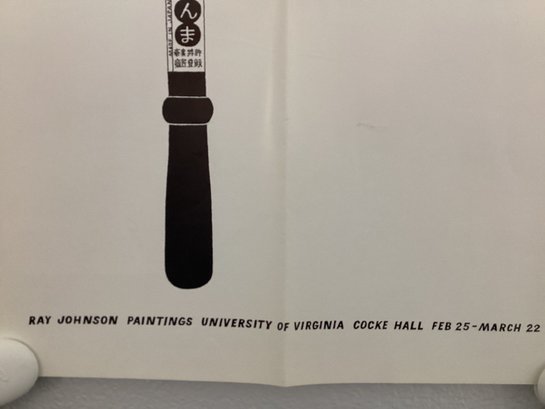 んま
RAY JOHNSON PAINTINGS UNIVERSITY OF VIRGINIA COCKE HALL FEB 25-MARCH 22